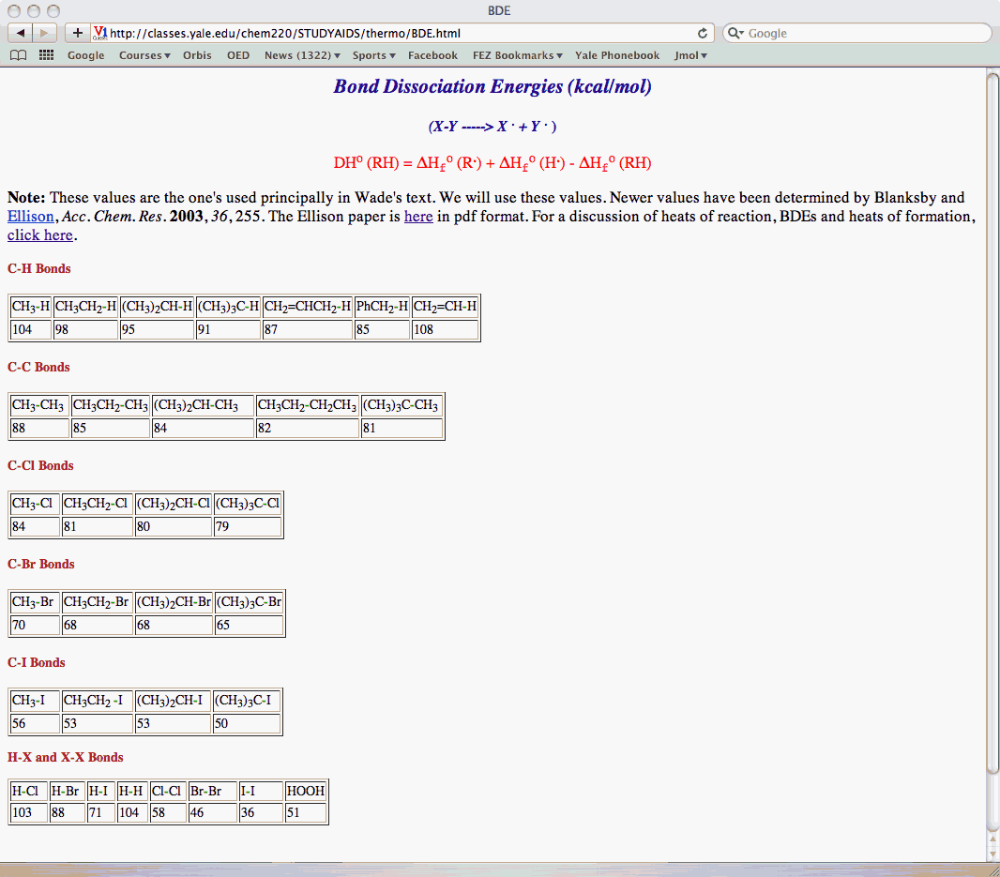 BDE
http://classes.yale.edu/chem220/STUDYAIDS/thermo/BDE.html
Google
Google Courses▼ Orbis OED News (1322)▼ Sports▼ Facebook FEZ Bookmarks▼ Yale Phonebook Jmol▼
Bond Dissociation Energies (kcal/mol)
(X-Y -----> X · + Y · )
DHº (RH) = ΔHfº (R·) + ΔHfº (H·) - ΔHfº (RH)
Note: These values are the one's used principally in Wade's text. We will use these values. Newer values have been determined by Blanksby and
Ellison, Acc. Chem. Res. 2003, 36, 255. The Ellison paper is here in pdf format. For a discussion of heats of reaction, BDEs and heats of formation,
click here.
C-H Bonds
CH3-H CH3CH2-H (CH3)2CH-H (CH3)3C-H CH2=CHCH2-H PhCH2-H CH2=CH-H
104 98 95 91 87 85 108
C-C Bonds
CH3-CH3 CH3CH2-CH3 (CH3)2CH-CH3 CH3CH2-CH2CH3 (CH3)3C-CH3
88 85 84 82 81
C-Cl Bonds
CH3-Cl CH3CH2-Cl (CH3)2CH-Cl (CH3)3C-Cl
84 81 80 79
C-Br Bonds
CH3-Br CH3CH2-Br (CH3)2CH-Br (CH3)3C-Br
70 68 68 65
C-I Bonds
CH3-I CH3CH2 -I (CH3)2CH-I (CH3)3C-I
56 53 53 50
H-X and X-X Bonds
H-Cl H-Br H-I H-H Cl-Cl Br-Br I-I HOOH
103 88 71 104 58 46 36 51